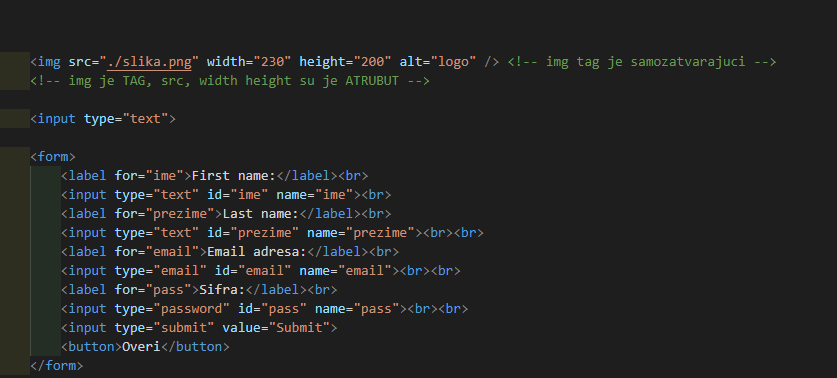 <img src="./slika.png" width="230" height="200" alt="logo" /> <!-- img tag je samozatvarajuci -->
<!-- img je TAG, src, width height su je ATRUBUT -->
<input type="text">
<form>
<label for="ime">First name:</label><br>
<input type="text" id="ime" name="ime"><br>
<label for="prezime">Last name:</label><br>
<input type="text" id="prezime" name="prezime"><br><br>
<label for="email">Email adresa:</label><br>
<input type="email" id="email" name="email"><br><br>
<label for="pass">Sifra:</label><br>
<input type="password" id="pass" name="pass"><br><br>
<input type="submit" value="Submit">
<button>Overi</button>
</form>